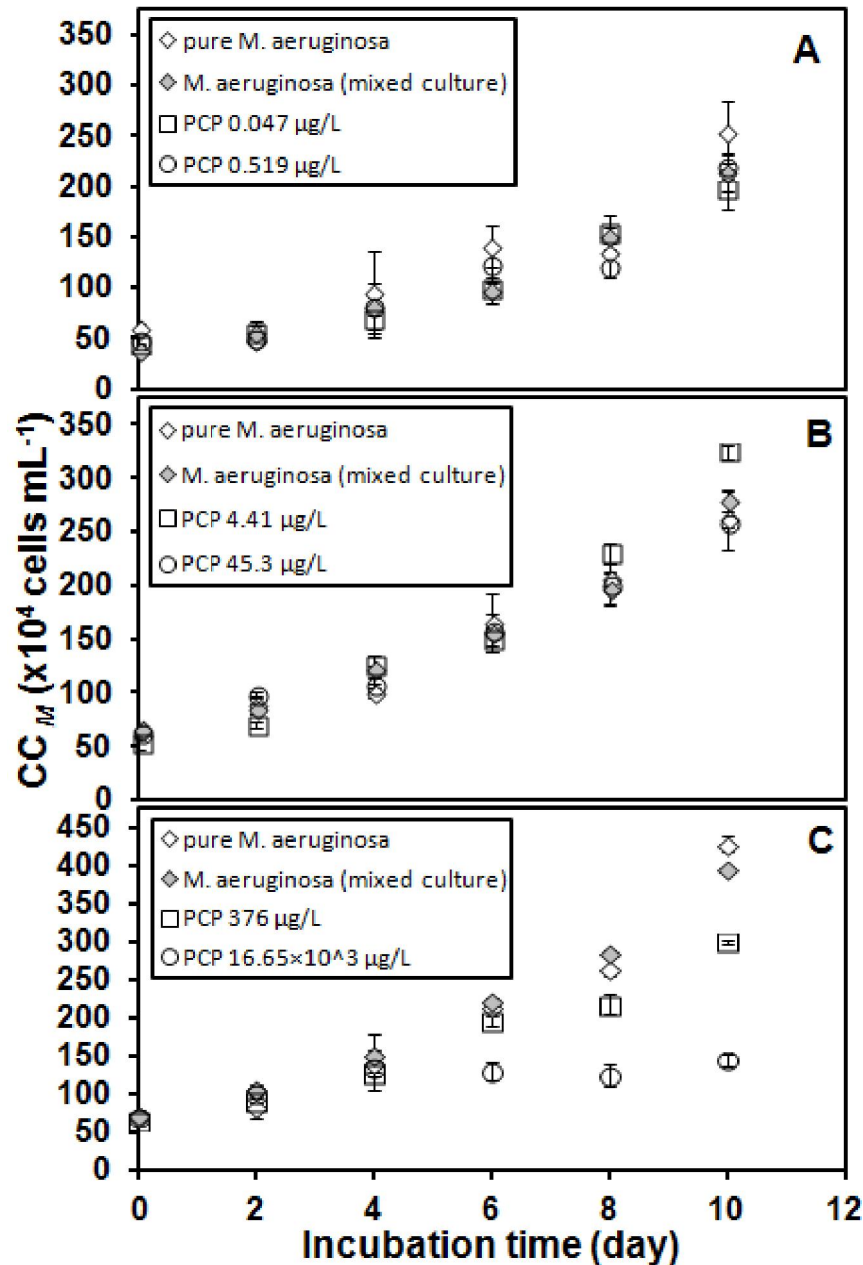 A
350
300
250
200
150
100
50
0
pure M. aeruginosa
M. aeruginosa (mixed culture)
PCP 0.047 µg/L
PCP 0.519 µg/L
B
350
300
250
200
150
100
50
0
pure M. aeruginosa
M. aeruginosa (mixed culture)
PCP 4.41 µg/L
PCP 45.3 µg/L
CC M (x10⁴ cells mL⁻¹)
C
450
400
350
300
250
200
150
100
50
0
pure M. aeruginosa
M. aeruginosa (mixed culture)
PCP 376 µg/L
PCP 16.65×10^3 µg/L
0 2 4 6 8 10 12
Incubation time (day)